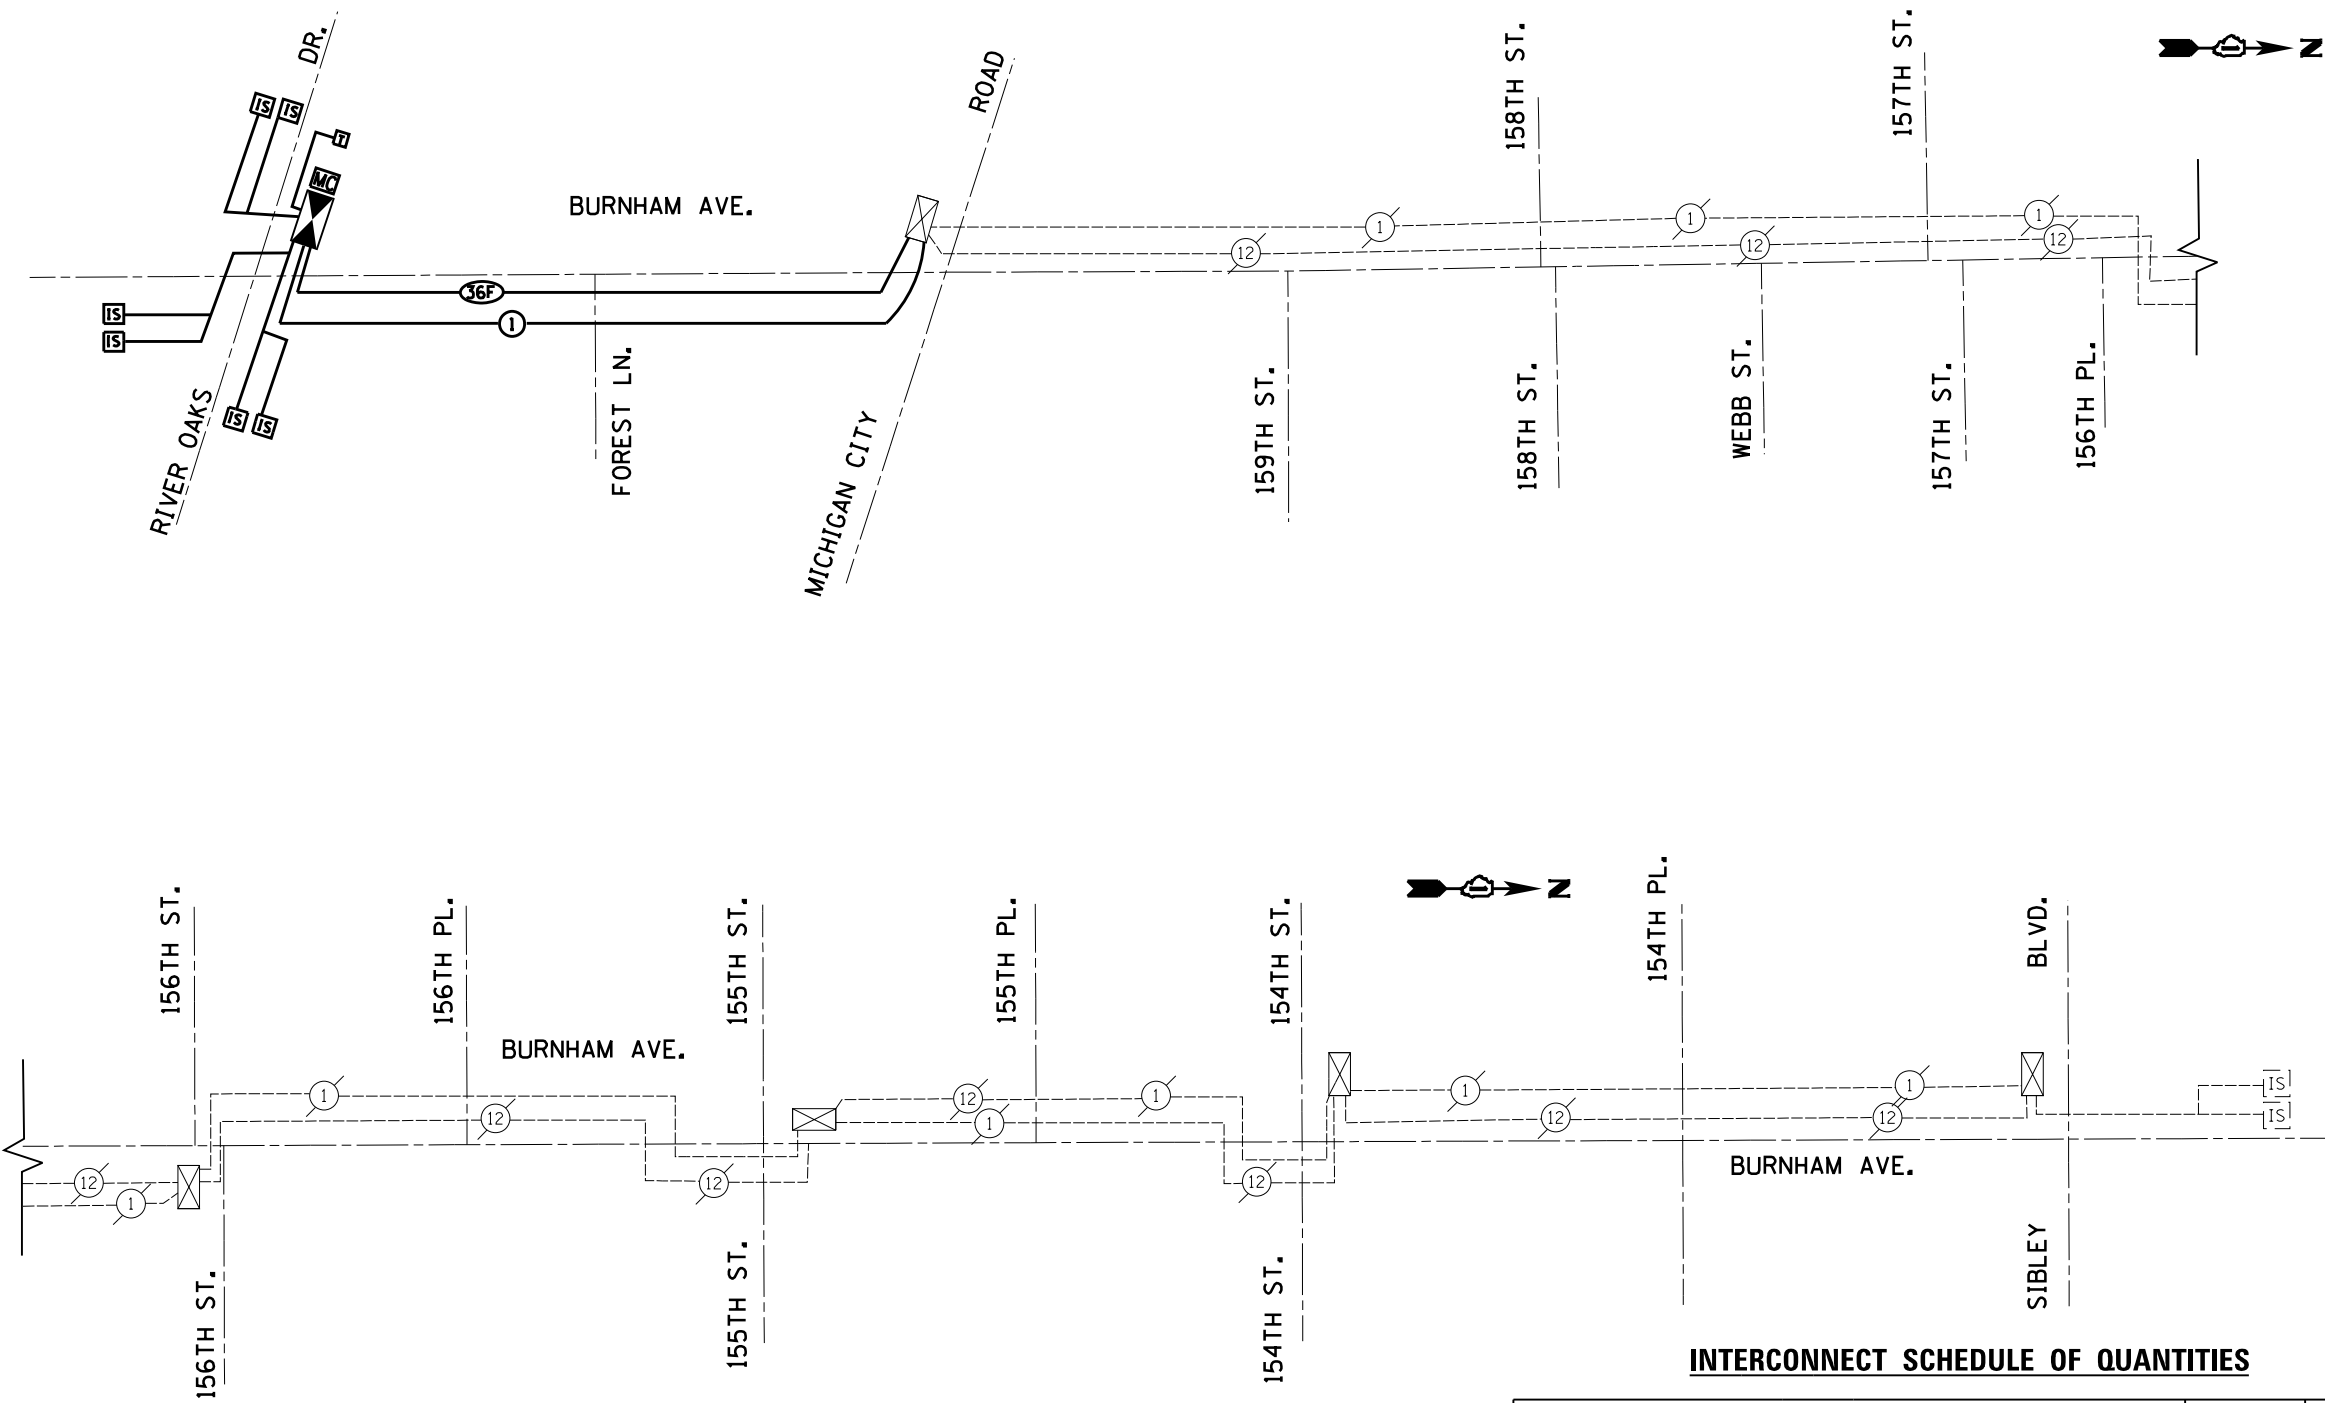 DR.
ROAD
158TH ST.
157TH ST.
N
IS
IS
T
MC
BURNHAM AVE.
1
1
1
12
12
12
IS
IS
36F
1
IS
IS
RIVER OAKS
FOREST LN.
MICHIGAN CITY
159TH ST.
158TH ST.
WEBB ST.
157TH ST.
156TH PL.
156TH ST.
156TH PL.
155TH ST.
155TH PL.
154TH ST.
N
154TH PL.
BLVD.
BURNHAM AVE.
1
12
12
1
1
12
1
12
1
1
12
12
IS
IS
12
1
12
BURNHAM AVE.
156TH ST.
155TH ST.
154TH ST.
SIBLEY
INTERCONNECT SCHEDULE OF QUANTITIES